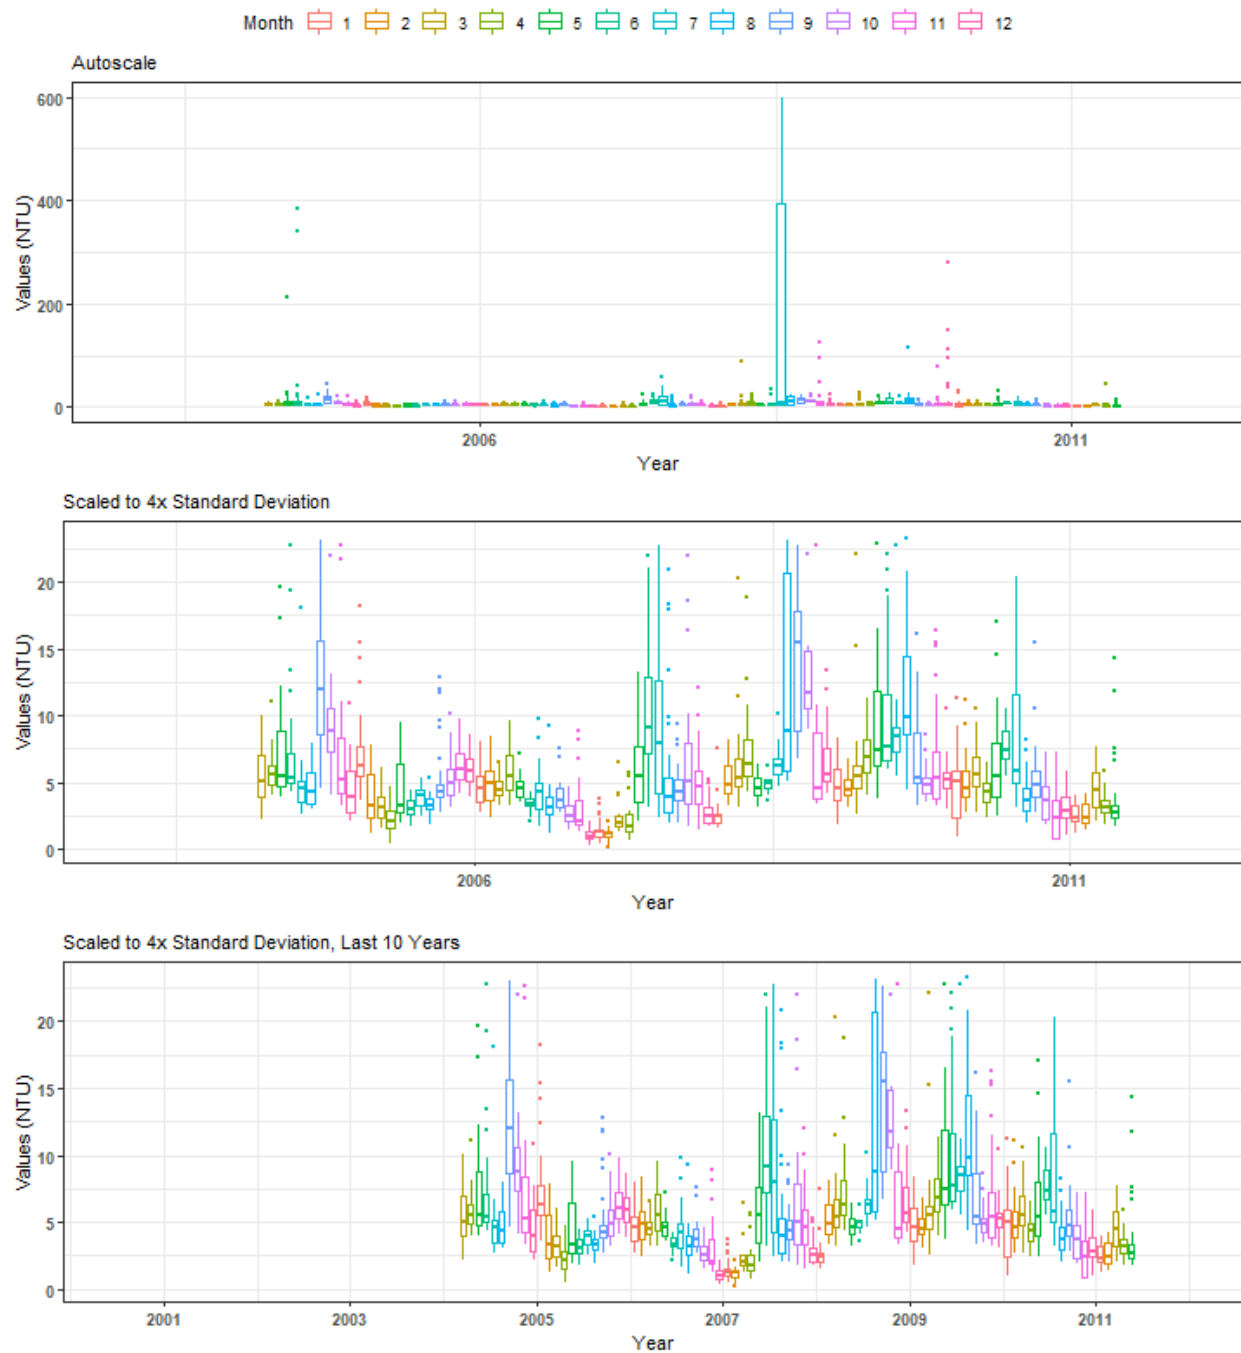 Month 1 2 3 4 5 6 7 8 9 10 11 12
Autoscale
600
400
200
0
Values (NTU)
2006 2011
Year
Scaled to 4x Standard Deviation
20
15
10
5
0
Values (NTU)
2006 2011
Year
Scaled to 4x Standard Deviation, Last 10 Years
20
15
10
5
0
Values (NTU)
2001 2003 2005 2007 2009 2011
Year